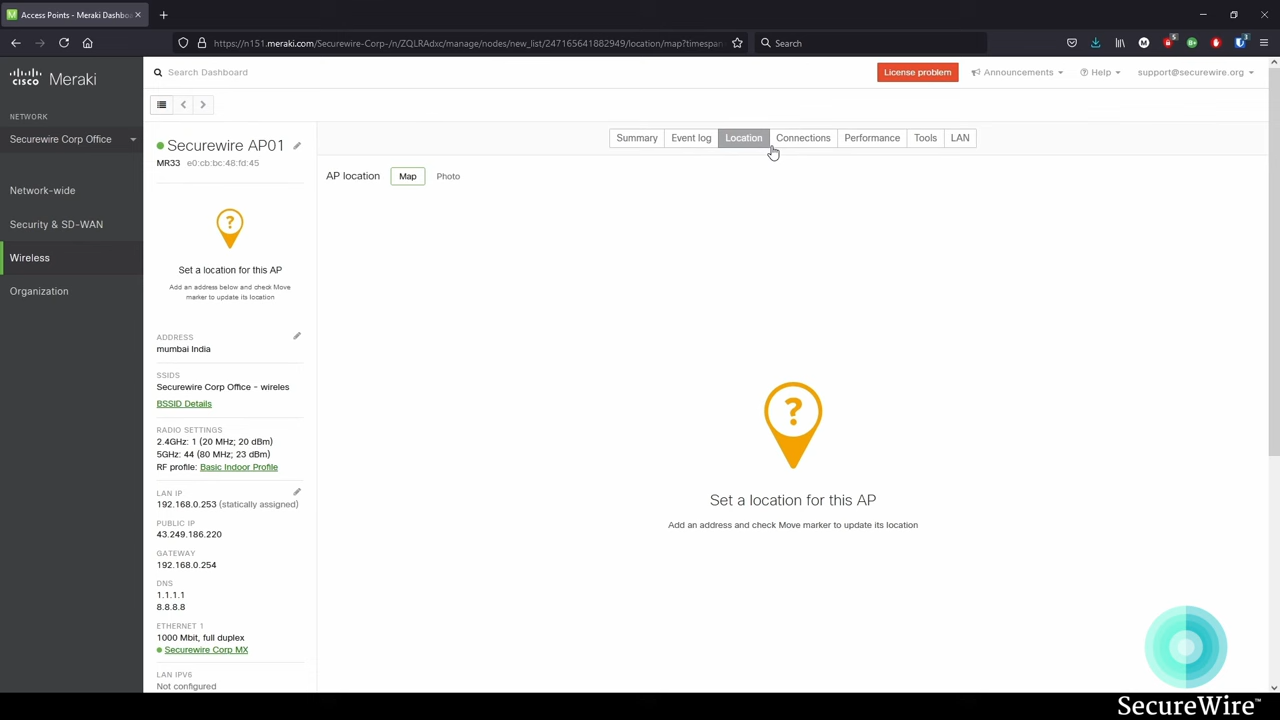 Access Points - Meraki Dashbo
https://n151.meraki.com/Securewire-Corp-/n/ZQLRAdxc/manage/nodes/new_list/247165641882949/location/map?timespan
Search
5
3
CISCO Meraki
Search Dashboard
License problem
Announcements
Help
support@securewire.org
NETWORK
Securewire Corp Office
Network-wide
Security & SD-WAN
Wireless
Organization
Securewire AP01
MR33 e0:cb:bc:48:fd:45
Summary
Event log
Location
Connections
Performance
Tools
LAN
AP location
Map
Photo
?
Set a location for this AP
Add an address below and check Move
marker to update its location
ADDRESS
mumbai India
SSIDS
Securewire Corp Office - wireles
BSSID Details
RADIO SETTINGS
2.4GHz: 1 (20 MHz; 20 dBm)
5GHz: 44 (80 MHz; 23 dBm)
RF profile: Basic Indoor Profile
LAN IP
192.168.0.253 (statically assigned)
PUBLIC IP
43.249.186.220
GATEWAY
192.168.0.254
DNS
1.1.1.1
8.8.8.8
ETHERNET 1
1000 Mbit, full duplex
Securewire Corp MX
LAN IPV6
Not configured
?
Set a location for this AP
Add an address and check Move marker to update its location
SecureWire™